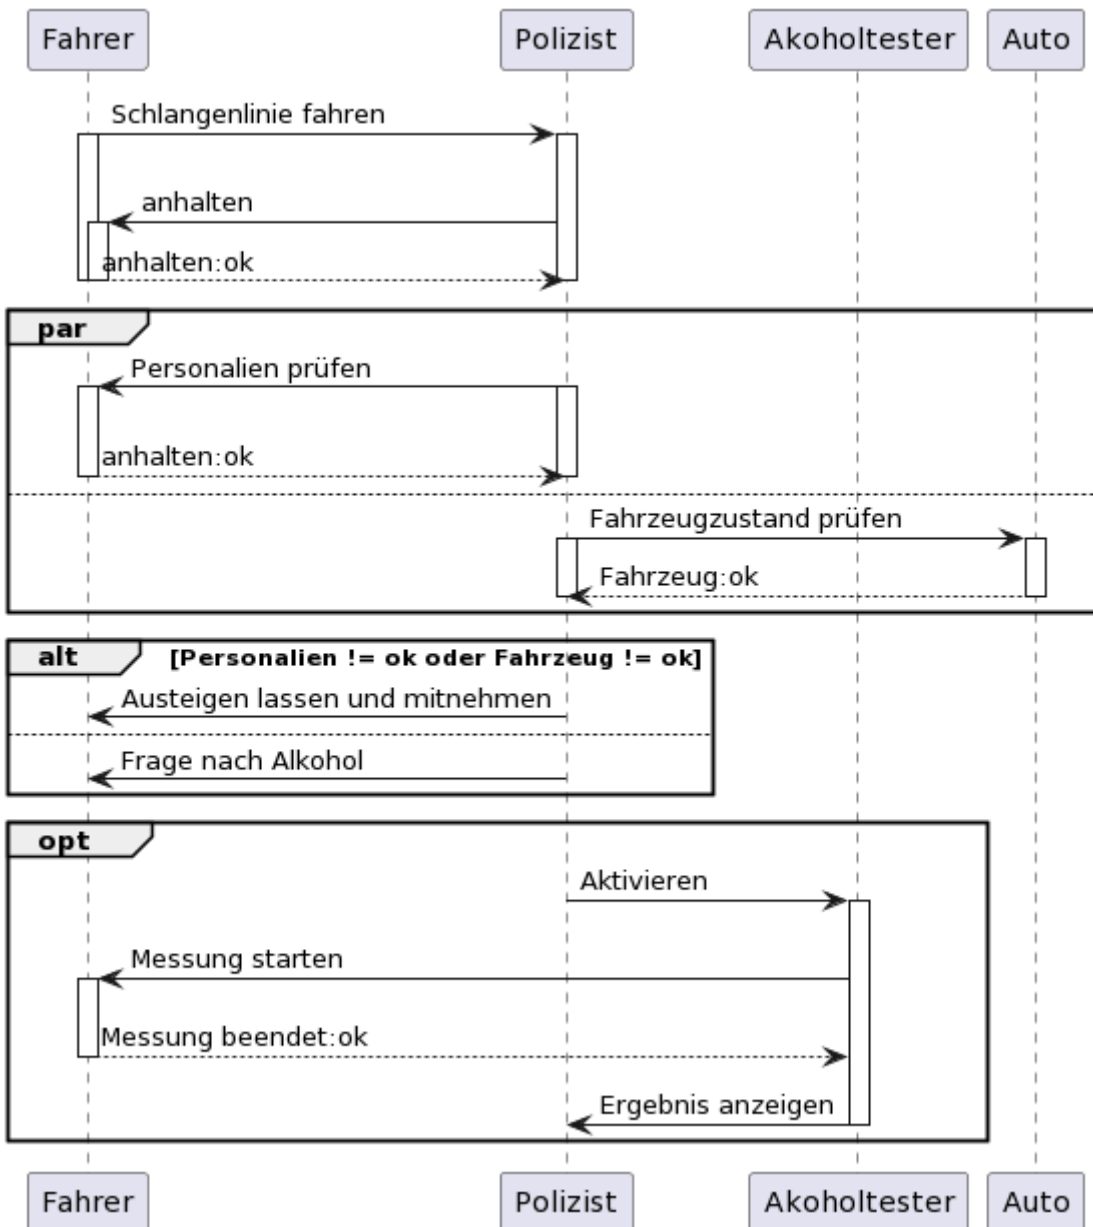 Fahrer Polizist Akoholtester Auto
Schlangenlinie fahren
anhalten
anhalten:ok
par
Personalien prüfen
anhalten:ok
Fahrzeugzustand prüfen
Fahrzeug:ok
alt [Personalien != ok oder Fahrzeug != ok]
Austeigen lassen und mitnehmen
Frage nach Alkohol
opt
Aktivieren
Messung starten
Messung beendet:ok
Ergebnis anzeigen
Fahrer Polizist Akoholtester Auto